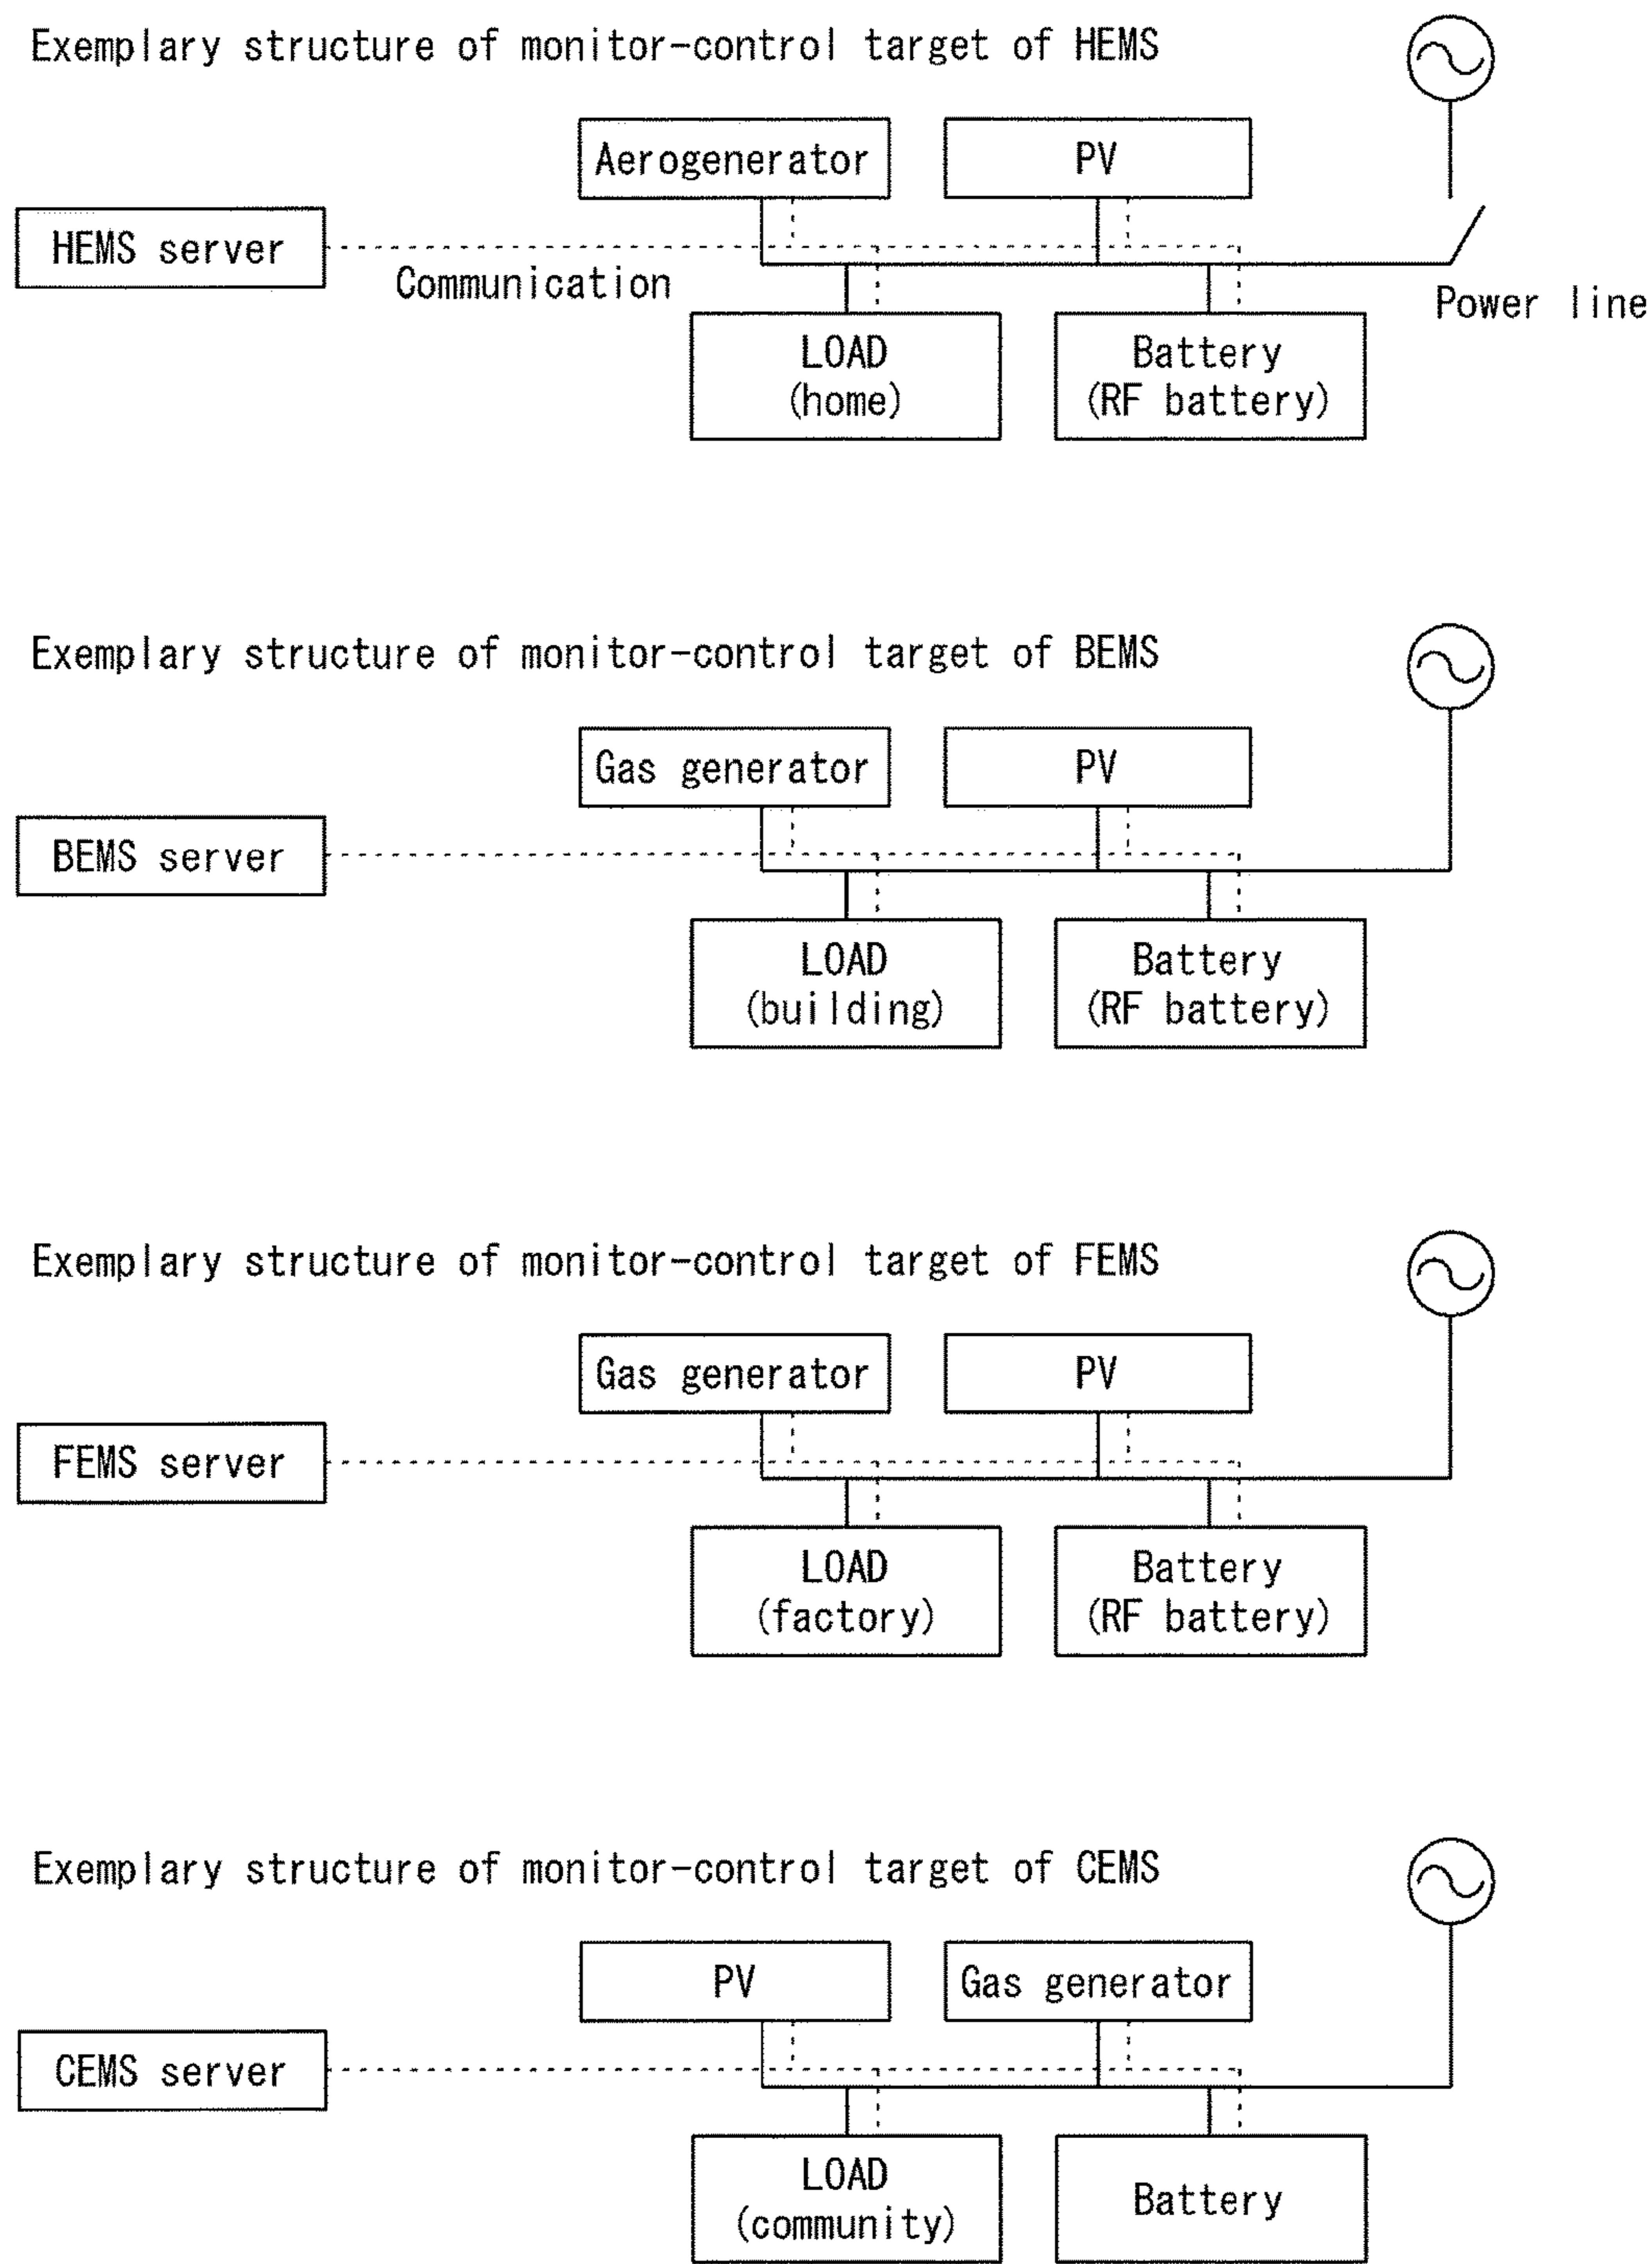 Exemplary structure of monitor-control target of HEMS
Aerogenerator
PV
HEMS server
Communication
Power line
LOAD
(home)
Battery
(RF battery)
Exemplary structure of monitor-control target of BEMS
Gas generator
PV
BEMS server
LOAD
(building)
Battery
(RF battery)
Exemplary structure of monitor-control target of FEMS
Gas generator
PV
FEMS server
LOAD
(factory)
Battery
(RF battery)
Exemplary structure of monitor-control target of CEMS
PV
Gas generator
CEMS server
LOAD
(community)
Battery